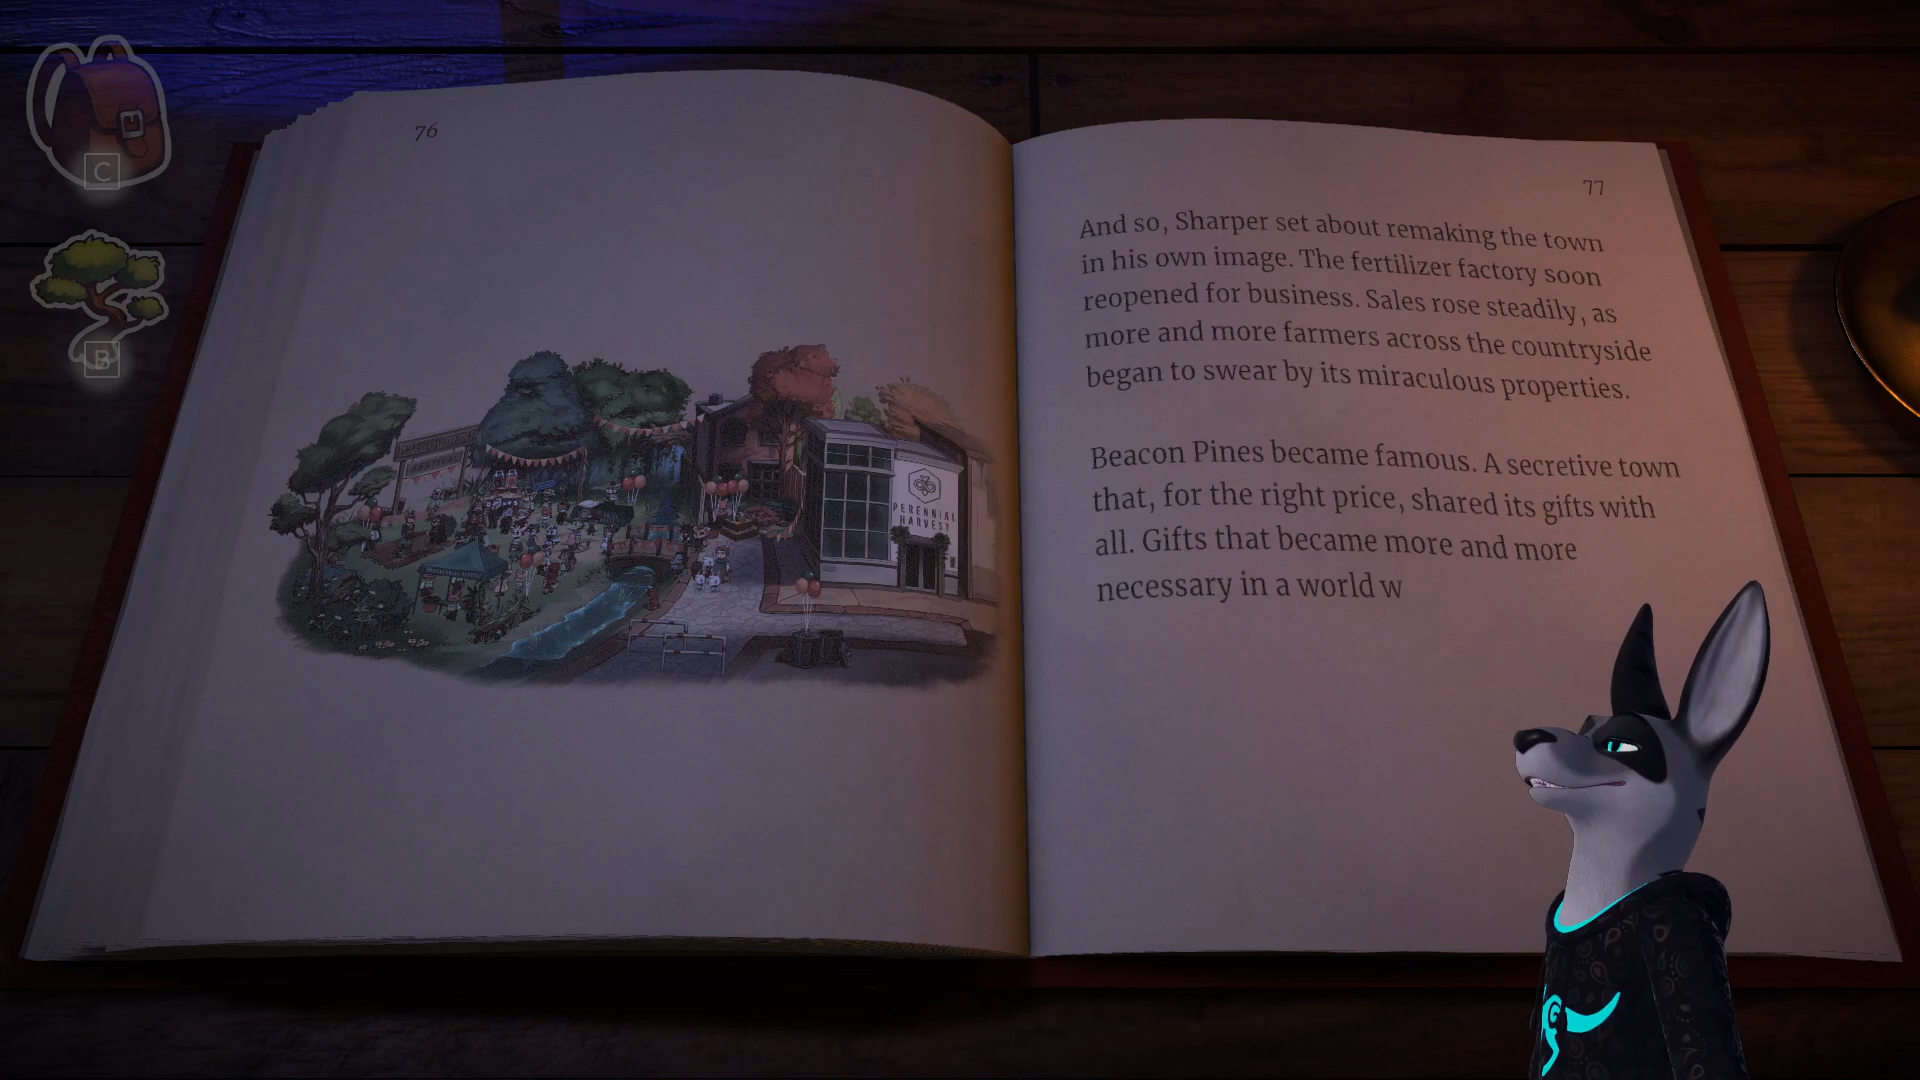 C
B
76
PERENNIAL
HARVEST
77
And so, Sharper set about remaking the town
in his own image. The fertilizer factory soon
reopened for business. Sales rose steadily, as
more and more farmers across the countryside
began to swear by its miraculous properties.
Beacon Pines became famous. A secretive town
that, for the right price, shared its gifts with
all. Gifts that became more and more
necessary in a world w